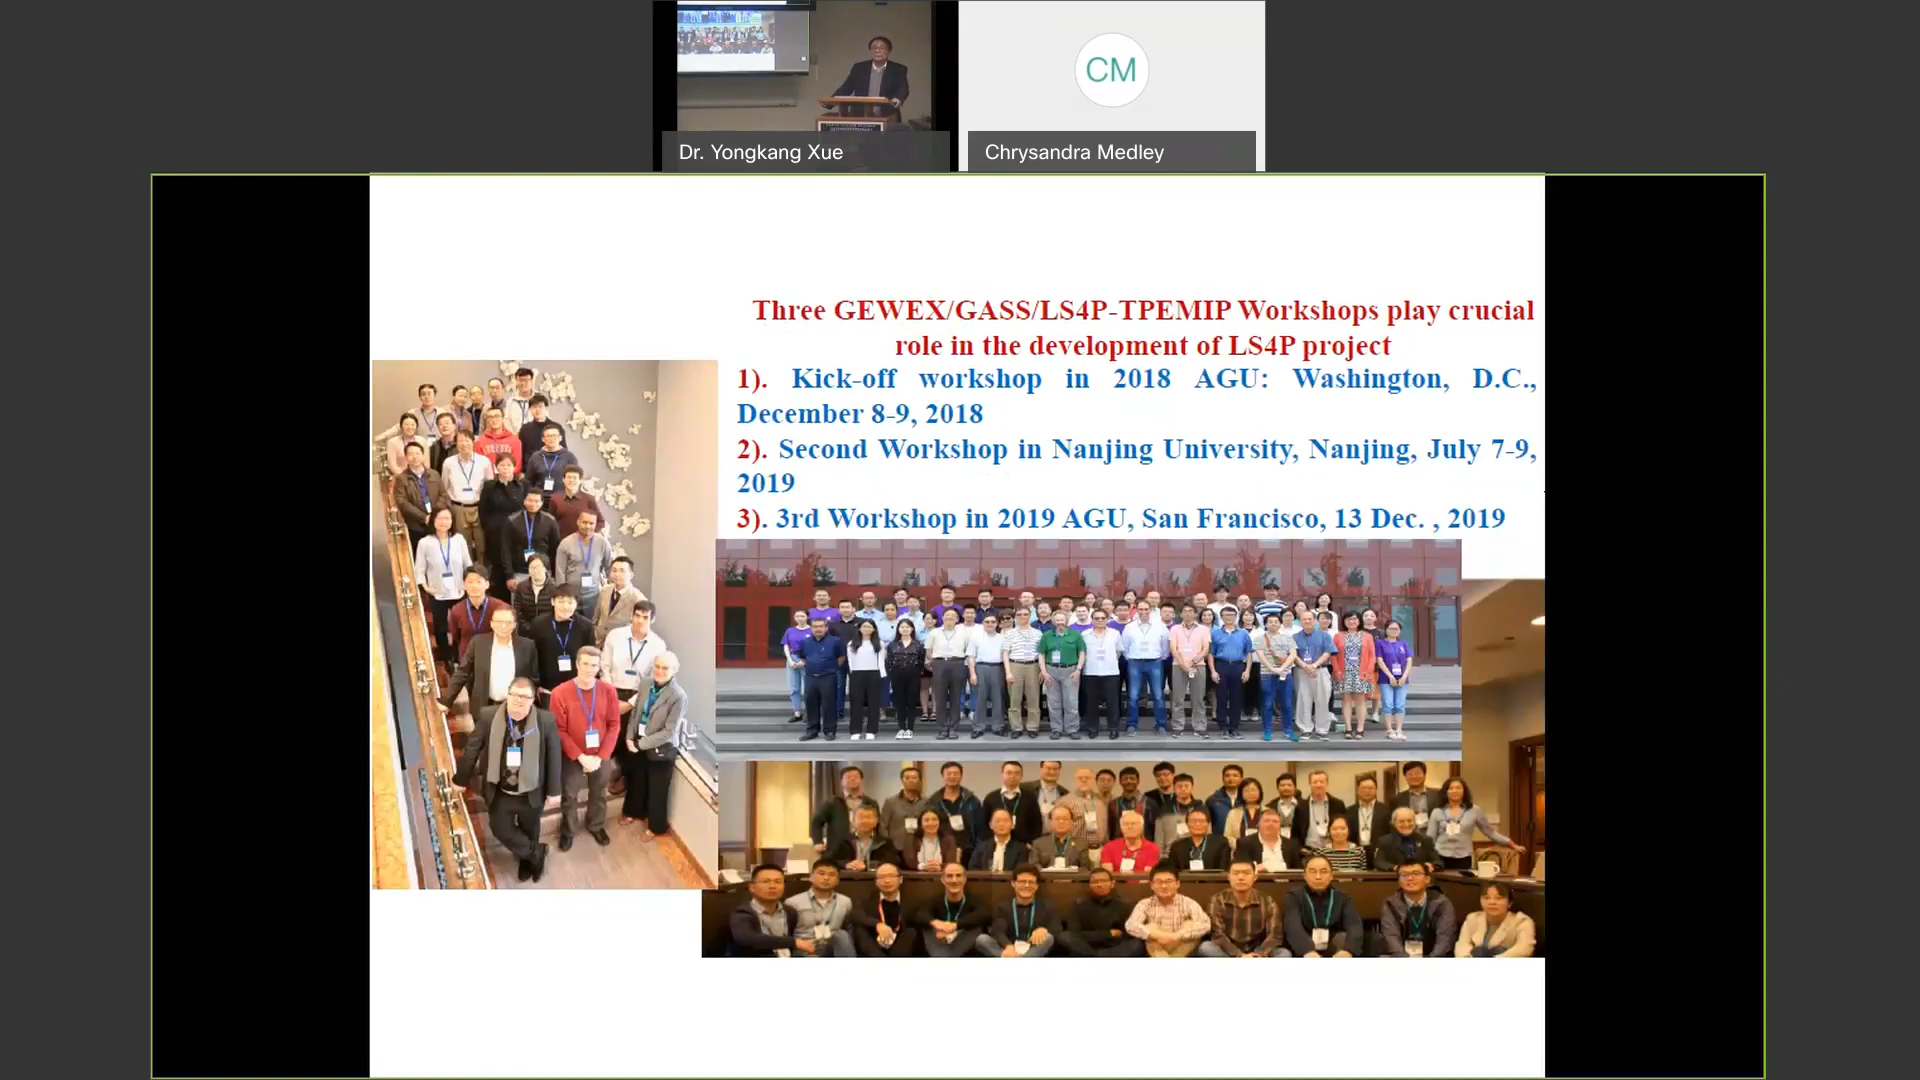 CM
Dr. Yongkang Xue
Chrysandra Medley
Three GEWEX/GASS/LS4P-TPEMIP Workshops play crucial
role in the development of LS4P project
1). Kick-off workshop in 2018 AGU: Washington, D.C.,
December 8-9, 2018
2). Second Workshop in Nanjing University, Nanjing, July 7-9,
2019
3). 3rd Workshop in 2019 AGU, San Francisco, 13 Dec. , 2019